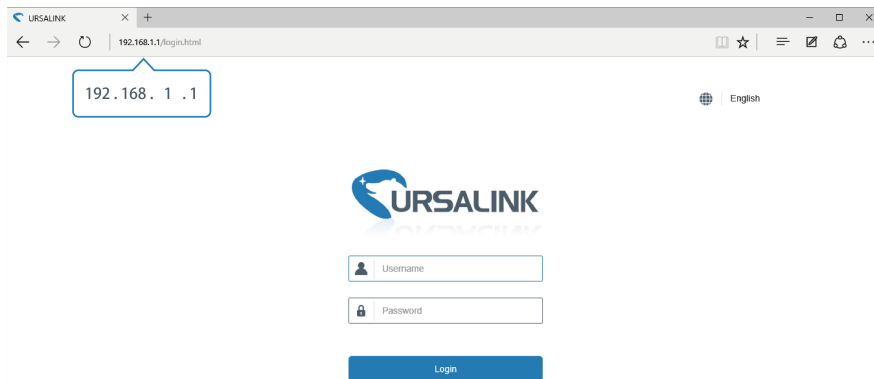 URSALINK
192.168.1.1/login.html
192.168. 1 .1
English
URSALINK
Username
Password
Login